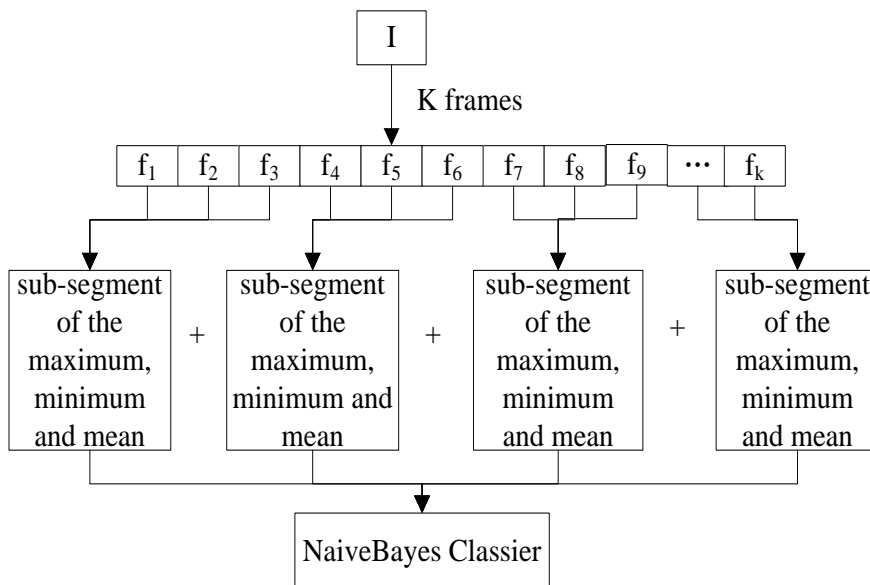 I
K frames
f1 f2 f3 f4 f5 f6 f7 f8 f9 ··· fk
sub-segment
of the
maximum,
minimum
and mean
+
sub-segment
of the
maximum,
minimum and
mean
+
sub-segment
of the
maximum,
minimum
and mean
+
sub-segment
of the
maximum,
minimum
and mean
NaiveBayes Classier